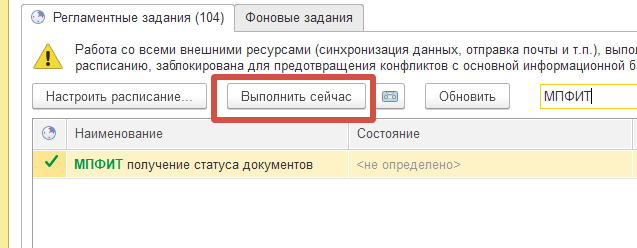 Регламентные задания (104)
Фоновые задания
Работа со всеми внешними ресурсами (синхронизация данных, отправка почты и т.п.), выпо
расписанию, заблокирована для предотвращения конфликтов с основной информационной ба
Настроить расписание...
Выполнить сейчас
Обновить
МПФИТ
Наименование
Состояние
МПФИТ получение статуса документов
<не определено>